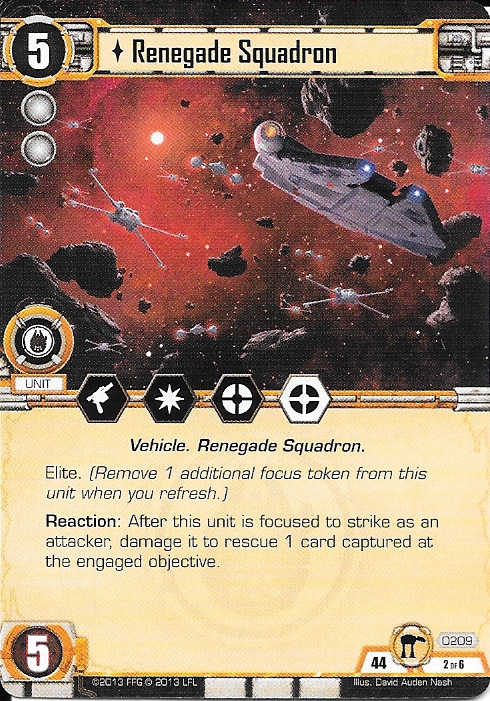 5
Renegade Squadron
UNIT
Vehicle. Renegade Squadron.
Elite. (Remove 1 additional focus token from this
unit when you refresh.)
Reaction: After this unit is focused to strike as an
attacker, damage it to rescue 1 card captured at
the engaged objective.
5
44
0209
2 OF 6
©2013 FFG © 2013 LFL
Illus. David Auden Nash